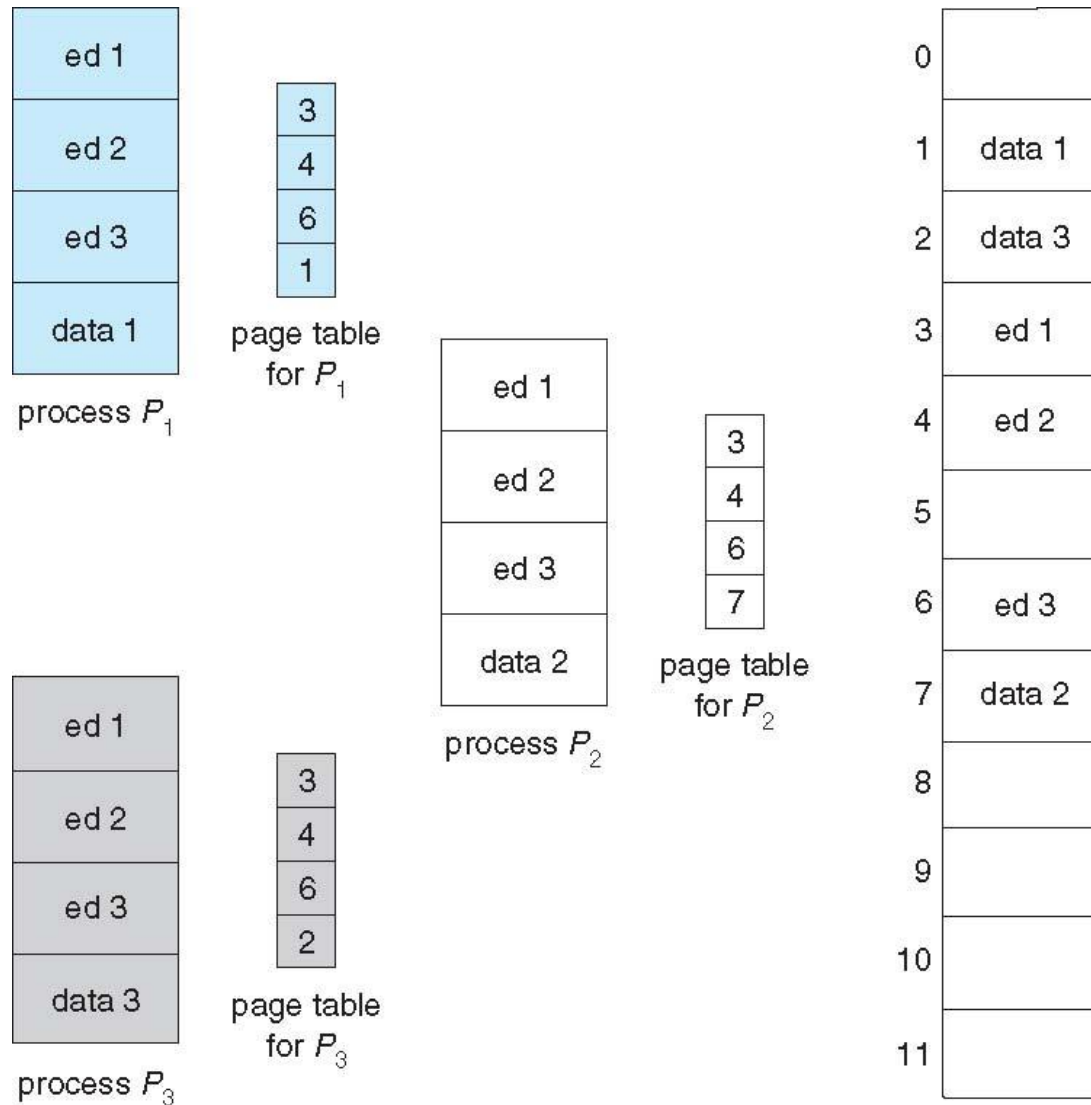 ed 1
ed 2
ed 3
data 1
process P₁
3
4
6
1
page table
for P₁
ed 1
ed 2
ed 3
data 2
process P₂
3
4
6
7
page table
for P₂
ed 1
ed 2
ed 3
data 3
process P₃
3
4
6
2
page table
for P₃
0
1 data 1
2 data 3
3 ed 1
4 ed 2
5
6 ed 3
7 data 2
8
9
10
11